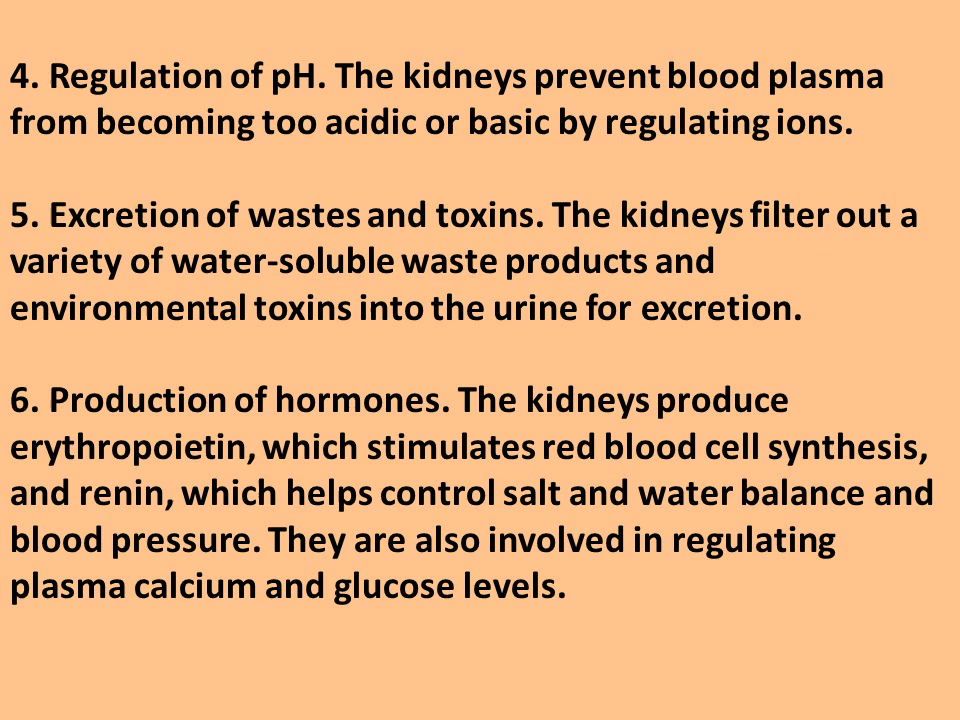 4. Regulation of pH. The kidneys prevent blood plasma
from becoming too acidic or basic by regulating ions.
5. Excretion of wastes and toxins. The kidneys filter out a
variety of water-soluble waste products and
environmental toxins into the urine for excretion.
6. Production of hormones. The kidneys produce
erythropoietin, which stimulates red blood cell synthesis,
and renin, which helps control salt and water balance and
blood pressure. They are also involved in regulating
plasma calcium and glucose levels.